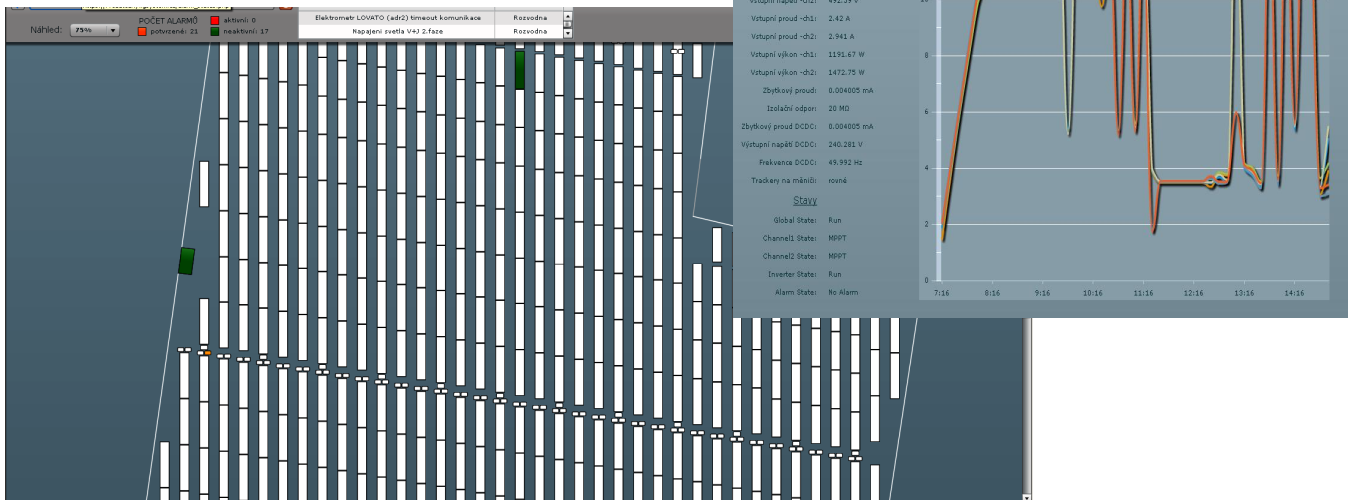 Elektrometr LOVATO (adr2) timeout komunikace Rozvodna
Napajeni svetla V+J 2.faze Rozvodna
Náhled: 75%
POČET ALARMŮ
aktivní: 0
potvrzené: 21
neaktivní: 17
Vstupní proud -ch1: 2.42 A
Vstupní proud -ch2: 2.941 A
Vstupní výkon -ch1: 1191.67 W
Vstupní výkon -ch2: 1472.75 W
Zbytkový proud: 0.004005 mA
Izolační odpor: 20 MΩ
Zbytkový proud DCDC: 0.004005 mA
Výstupní napětí DCDC: 240.281 V
Frekvence DCDC: 49.992 Hz
Trackery na měniči: rovné
Stavy
Global State: Run
Channel1 State: MPPT
Channel2 State: MPPT
Inverter State: Run
Alarm State: No Alarm
8
6
4
2
0
7:16 8:16 9:16 10:16 11:16 12:16 13:16 14:16